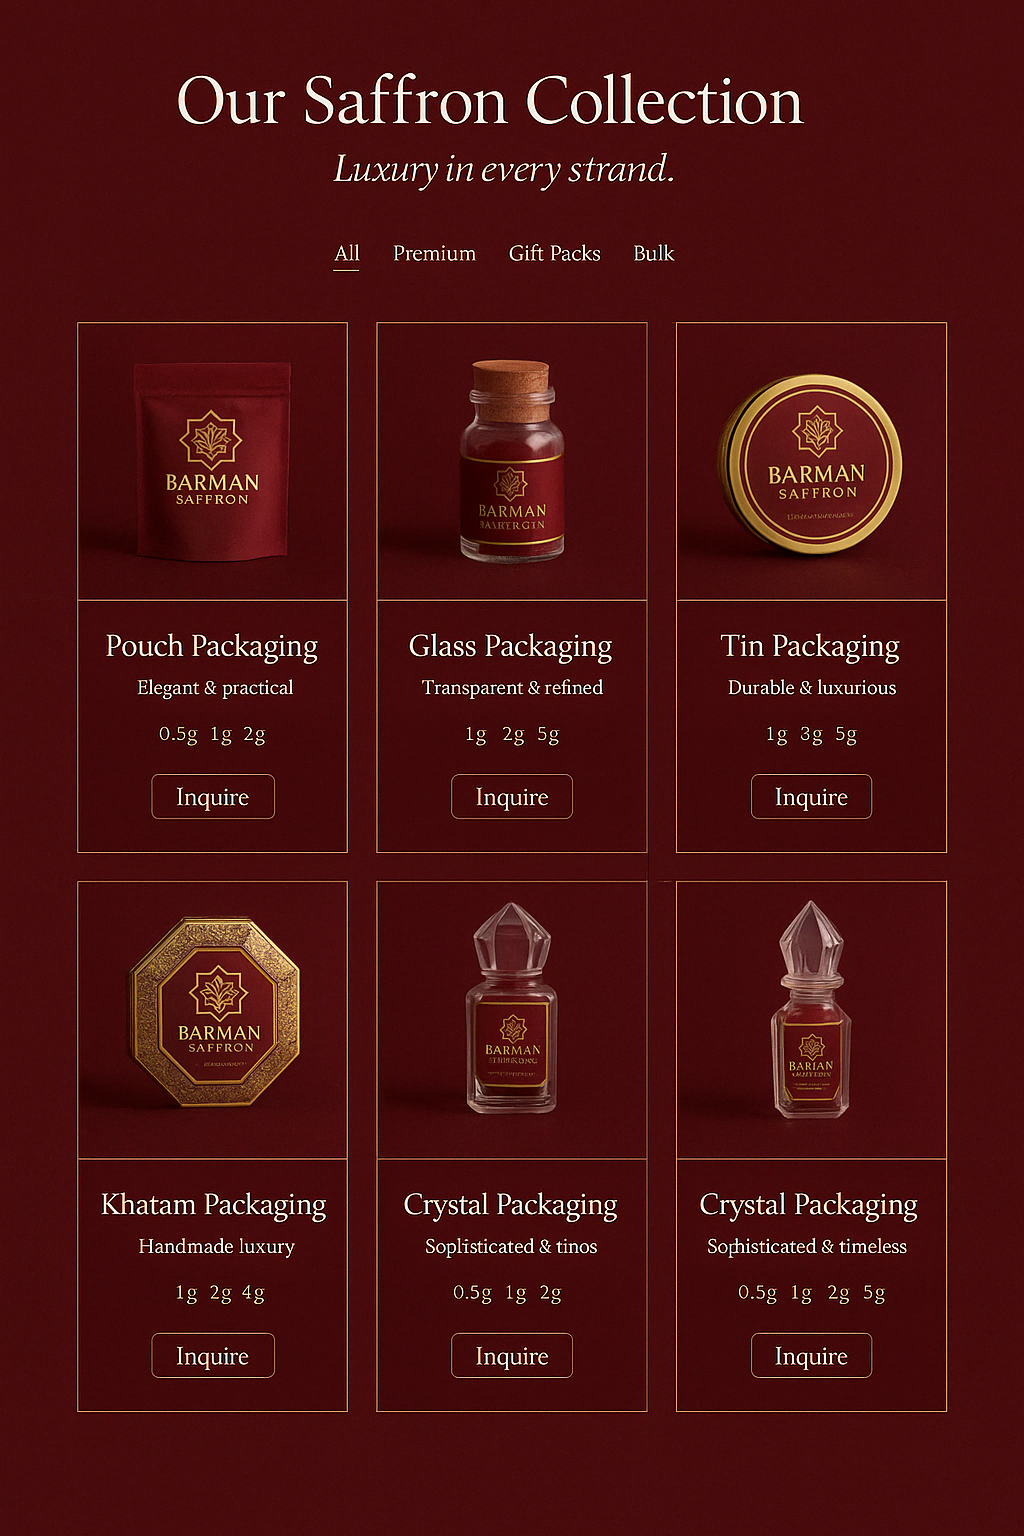 Our Saffron Collection
Luxury in every strand.
All Premium Gift Packs Bulk
BARMAN
SAFFRON
BARMAN
BARMAN
SAFFRON
Pouch Packaging
Elegant & practical
0.5g 1g 2g
Inquire
Glass Packaging
Transparent & refined
1g 2g 5g
Inquire
Tin Packaging
Durable & luxurious
1g 3g 5g
Inquire
BARMAN
SAFFRON
BARMAN
BARIAN
Khatam Packaging
Handmade luxury
1g 2g 4g
Inquire
Crystal Packaging
Soplisticated & tinos
0.5g 1g 2g
Inquire
Crystal Packaging
Sophisticated & timeless
0.5g 1g 2g 5g
Inquire